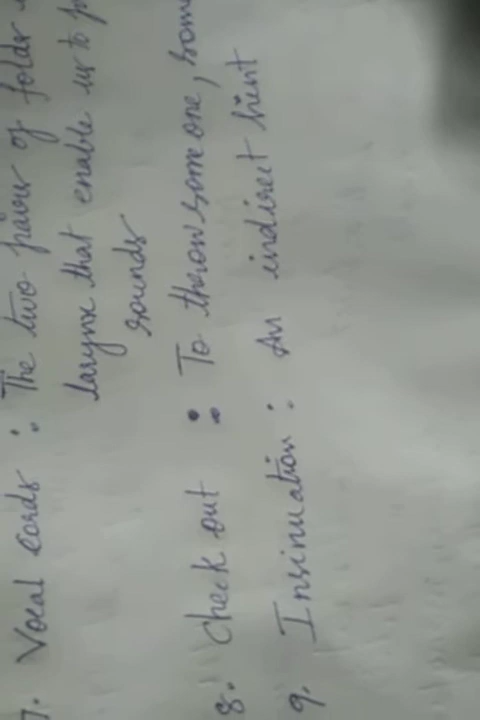 7. Vocal cords : The two paiour of folds
larynx that enable us to
sounds
8. Check out : To throw some one,
9. Insinuation : An indirect hint